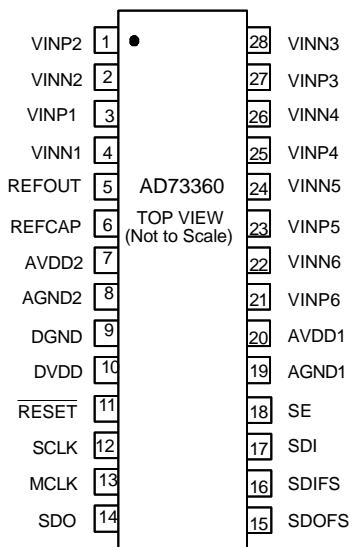 VINP2 1 28 VINN3
VINN2 2 27 VINP3
VINP1 3 26 VINN4
VINN1 4 25 VINP4
REFOUT 5 AD73360 24 VINN5
REFCAP 6 TOP VIEW (Not to Scale) 23 VINP5
AVDD2 7 22 VINN6
AGND2 8 21 VINP6
DGND 9 20 AVDD1
DVDD 10 19 AGND1
RESET 11 18 SE
SCLK 12 17 SDI
MCLK 13 16 SDIFS
SDO 14 15 SDOFS